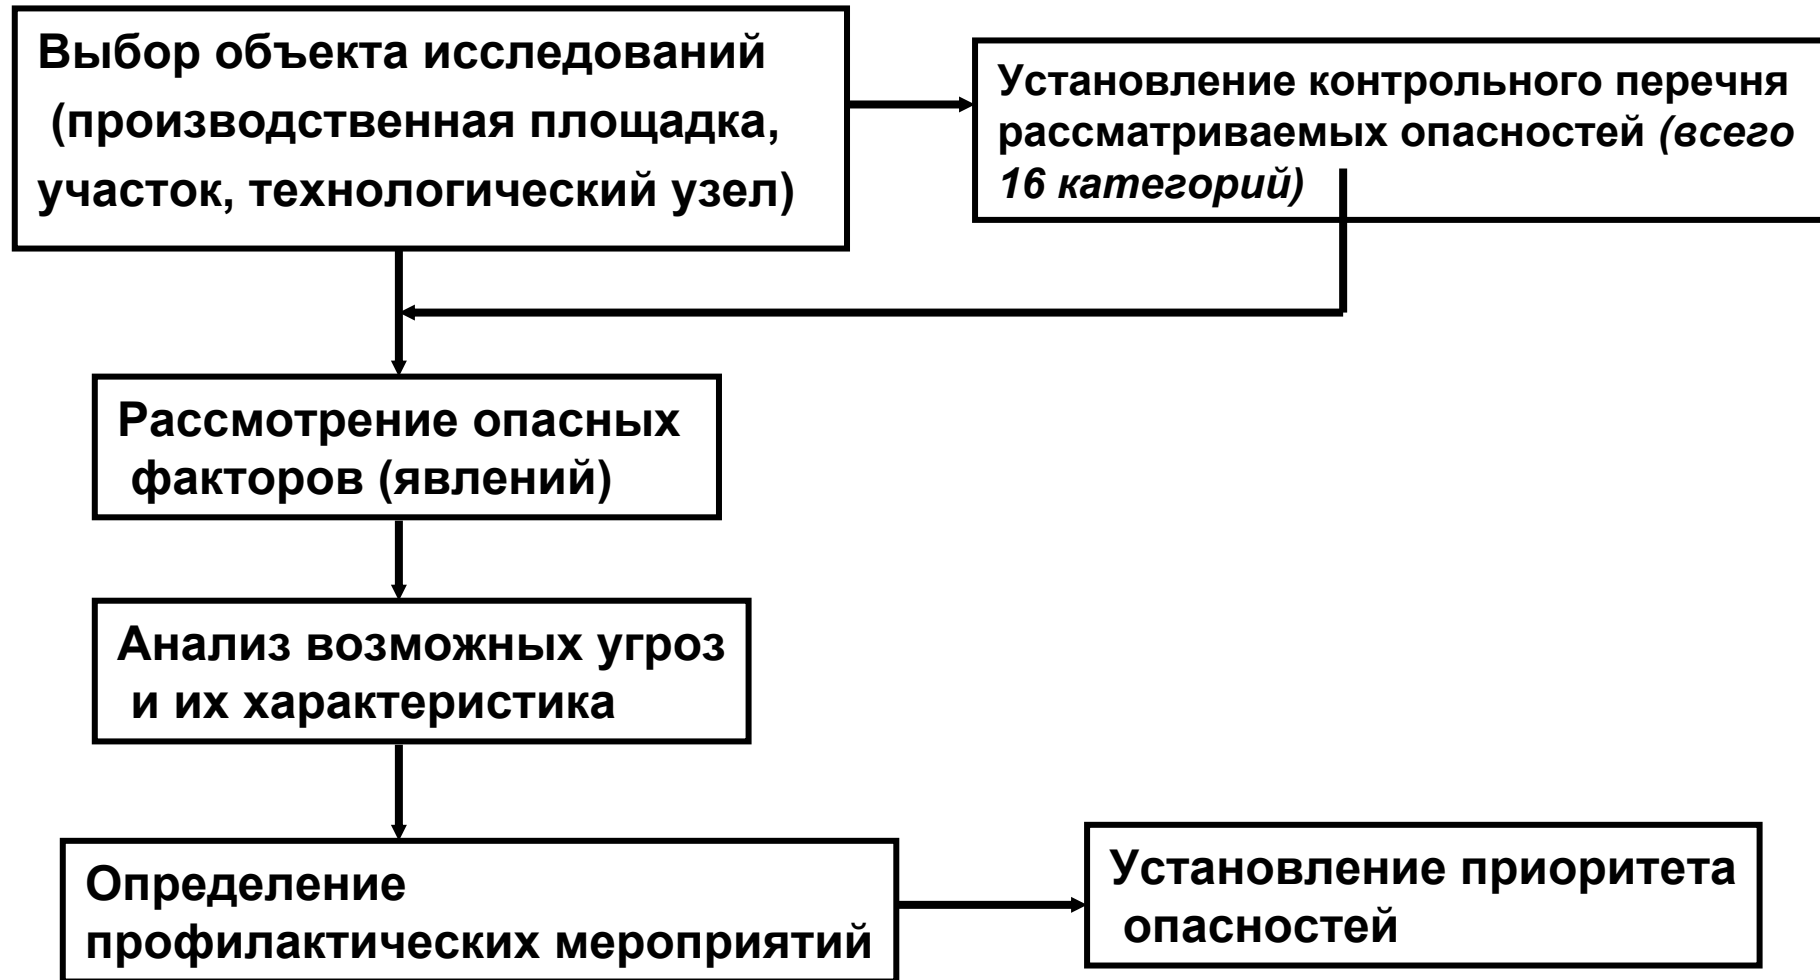 Выбор объекта исследований
(производственная площадка,
участок, технологический узел)
Установление контрольного перечня
рассматриваемых опасностей (всего
16 категорий)
Рассмотрение опасных
факторов (явлений)
Анализ возможных угроз
и их характеристика
Определение
профилактических мероприятий
Установление приоритета
опасностей